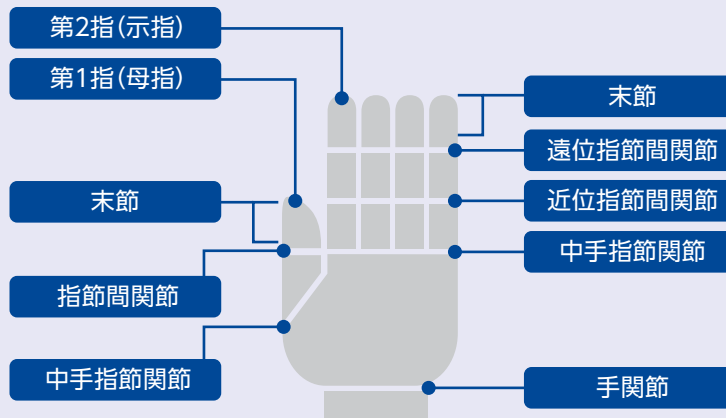 第2指(示指)
第1指(母指)
末節
指節間関節
中手指節関節
末節
遠位指節間関節
近位指節間関節
中手指節関節
手関節